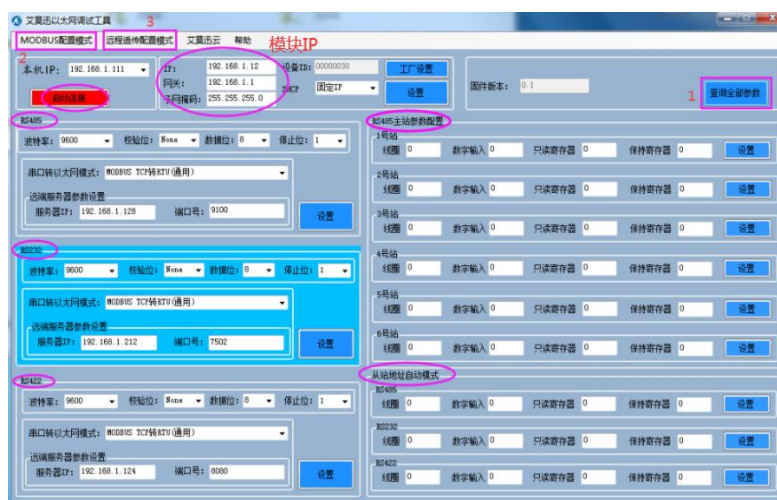 艾莫迅以太网调试工具
3
MODBUS配置模式 远程透传配置模式 艾莫迅云 帮助 模块IP
2
本机IP: 192.168.1.111
IP: 192.168.1.12 设备ID: 00000030 工厂设置
网关: 192.168.1.1
子网掩码: 255.255.255.0 DHCP 固定IP 设置
固件版本: 0.1
1 查询全部参数
RS485
波特率: 9600 校验位: None 数据位: 8 停止位: 1
串口转以太网模式: MODBUS TCP转RTU(通用)
远端服务器参数设置
服务器IP: 192.168.1.128 端口号: 9100 设置
RS232
波特率: 9600 校验位: None 数据位: 8 停止位: 1
串口转以太网模式: MODBUS TCP转RTU(通用)
远端服务器参数设置
服务器IP: 192.168.1.212 端口号: 7502 设置
RS422
波特率: 9600 校验位: None 数据位: 8 停止位: 1
串口转以太网模式: MODBUS TCP转RTU(通用)
远端服务器参数设置
服务器IP: 192.168.1.124 端口号: 8080 设置
RS485主站参数配置
1号站
线圈 0 数字输入 0 只读寄存器 0 保持寄存器 0 设置
2号站
线圈 0 数字输入 0 只读寄存器 0 保持寄存器 0 设置
3号站
线圈 0 数字输入 0 只读寄存器 0 保持寄存器 0 设置
4号站
线圈 0 数字输入 0 只读寄存器 0 保持寄存器 0 设置
5号站
线圈 0 数字输入 0 只读寄存器 0 保持寄存器 0 设置
6号站
线圈 0 数字输入 0 只读寄存器 0 保持寄存器 0 设置
从站地址自动模式
RS485
线圈 0 数字输入 0 只读寄存器 0 保持寄存器 0 设置
RS232
线圈 0 数字输入 0 只读寄存器 0 保持寄存器 0 设置
RS422
线圈 0 数字输入 0 只读寄存器 0 保持寄存器 0 设置